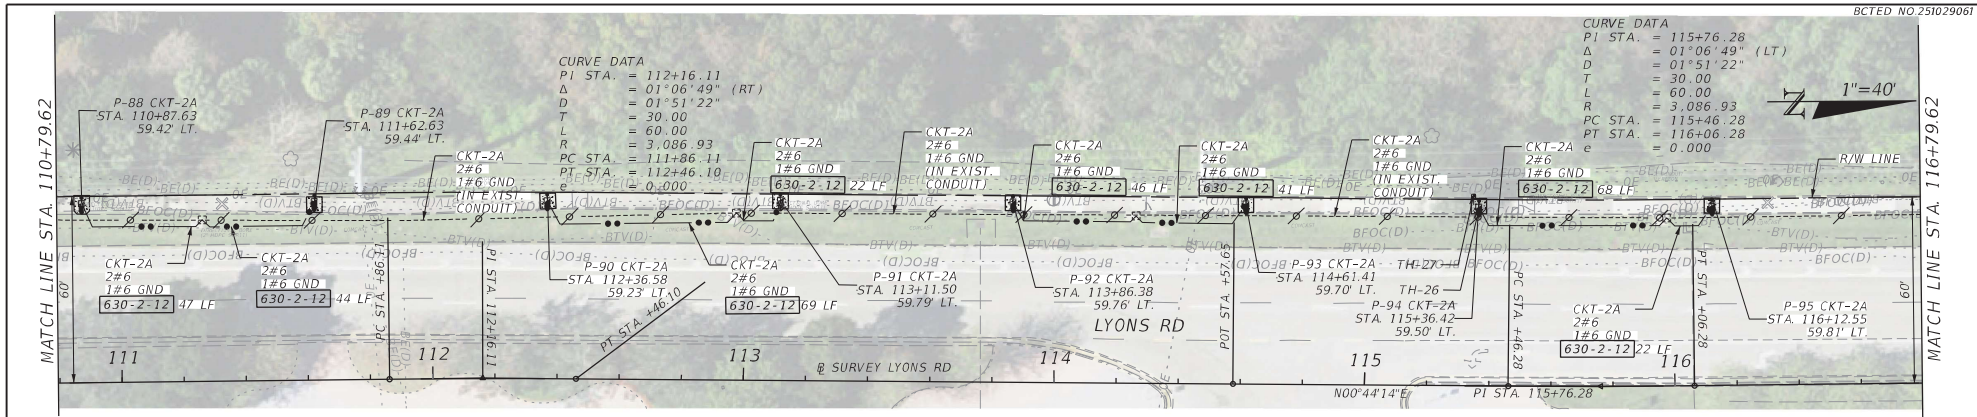 BCTED NO.251029061
MATCH LINE STA. 110+79.62
60'
P-88 CKT-2A
STA. 110+87.63
59.42' LT.
P-89 CKT-2A
STA. 111+62.63
59.44' LT.
CURVE DATA
PI STA. = 112+16.11
Δ = 01°06'49" (RT)
D = 01°51'22"
T = 30.00
L = 60.00
R = 3,086.93
PC STA. = 111+86.11
PT STA. = 112+46.10
e = 0.000
CKT-2A
2#6
1#6 GND
(IN EXIST.
CONDUIT)
CKT-2A
2#6
1#6 GND
630-2-12 22 LF
CKT-2A
2#6
1#6 GND
(IN EXIST.
CONDUIT)
CKT-2A
2#6
1#6 GND
630-2-12 46 LF
CKT-2A
2#6
1#6 GND
630-2-12 41 LF
CKT-2A
2#6
1#6 GND
(IN EXIST.
CONDUIT)
CKT-2A
2#6
1#6 GND
630-2-12 68 LF
CURVE DATA
PI STA. = 115+76.28
Δ = 01°06'49" (LT)
D = 01°51'22"
T = 30.00
L = 60.00
R = 3,086.93
PC STA. = 115+46.28
PT STA. = 116+06.28
e = 0.000
N
1"=40'
R/W LINE
BE(D)
BFOC(D)
BTV(D)
CKT-2A
2#6
1#6 GND
630-2-12 47 LF
CKT-2A
2#6
1#6 GND
630-2-12 44 LF
PC STA. +86.11
PI STA. 112+16.11
P-90 CKT-2A
STA. 112+36.58
59.23' LT.
PT STA. +46.10
CKT-2A
2#6
1#6 GND
630-2-12 69 LF
P-91 CKT-2A
STA. 113+11.50
59.79' LT.
P-92 CKT-2A
STA. 113+86.38
59.76' LT.
LYONS RD
POT STA. +57.65
P-93 CKT-2A
STA. 114+61.41
59.70' LT.
TH-27
TH-26
P-94 CKT-2A
STA. 115+36.42
59.50' LT.
PC STA. +46.28
CKT-2A
2#6
1#6 GND
630-2-12 22 LF
PT STA. +06.28
P-95 CKT-2A
STA. 116+12.55
59.81' LT.
60'
MATCH LINE STA. 116+79.62
111 112 113 114 115 116
B SURVEY LYONS RD
N00°44'14"E
PI STA. 115+76.28